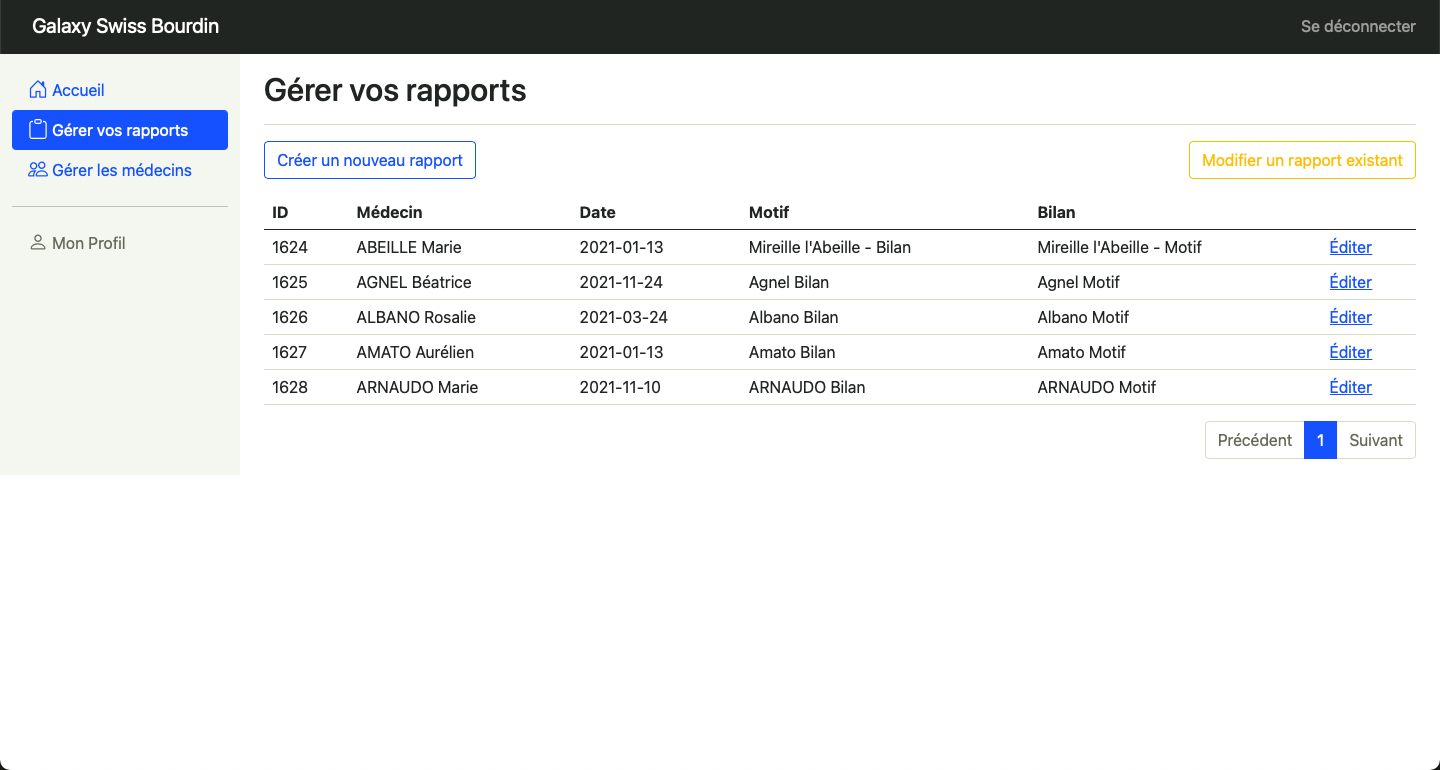 Galaxy Swiss Bourdin
Se déconnecter
Accueil
Gérer vos rapports
Gérer les médecins
Mon Profil
Gérer vos rapports
Créer un nouveau rapport
Modifier un rapport existant
ID Médecin Date Motif Bilan
1624 ABEILLE Marie 2021-01-13 Mireille l'Abeille - Bilan Mireille l'Abeille - Motif Éditer
1625 AGNEL Béatrice 2021-11-24 Agnel Bilan Agnel Motif Éditer
1626 ALBANO Rosalie 2021-03-24 Albano Bilan Albano Motif Éditer
1627 AMATO Aurélien 2021-01-13 Amato Bilan Amato Motif Éditer
1628 ARNAUDO Marie 2021-11-10 ARNAUDO Bilan ARNAUDO Motif Éditer
Précédent 1 Suivant